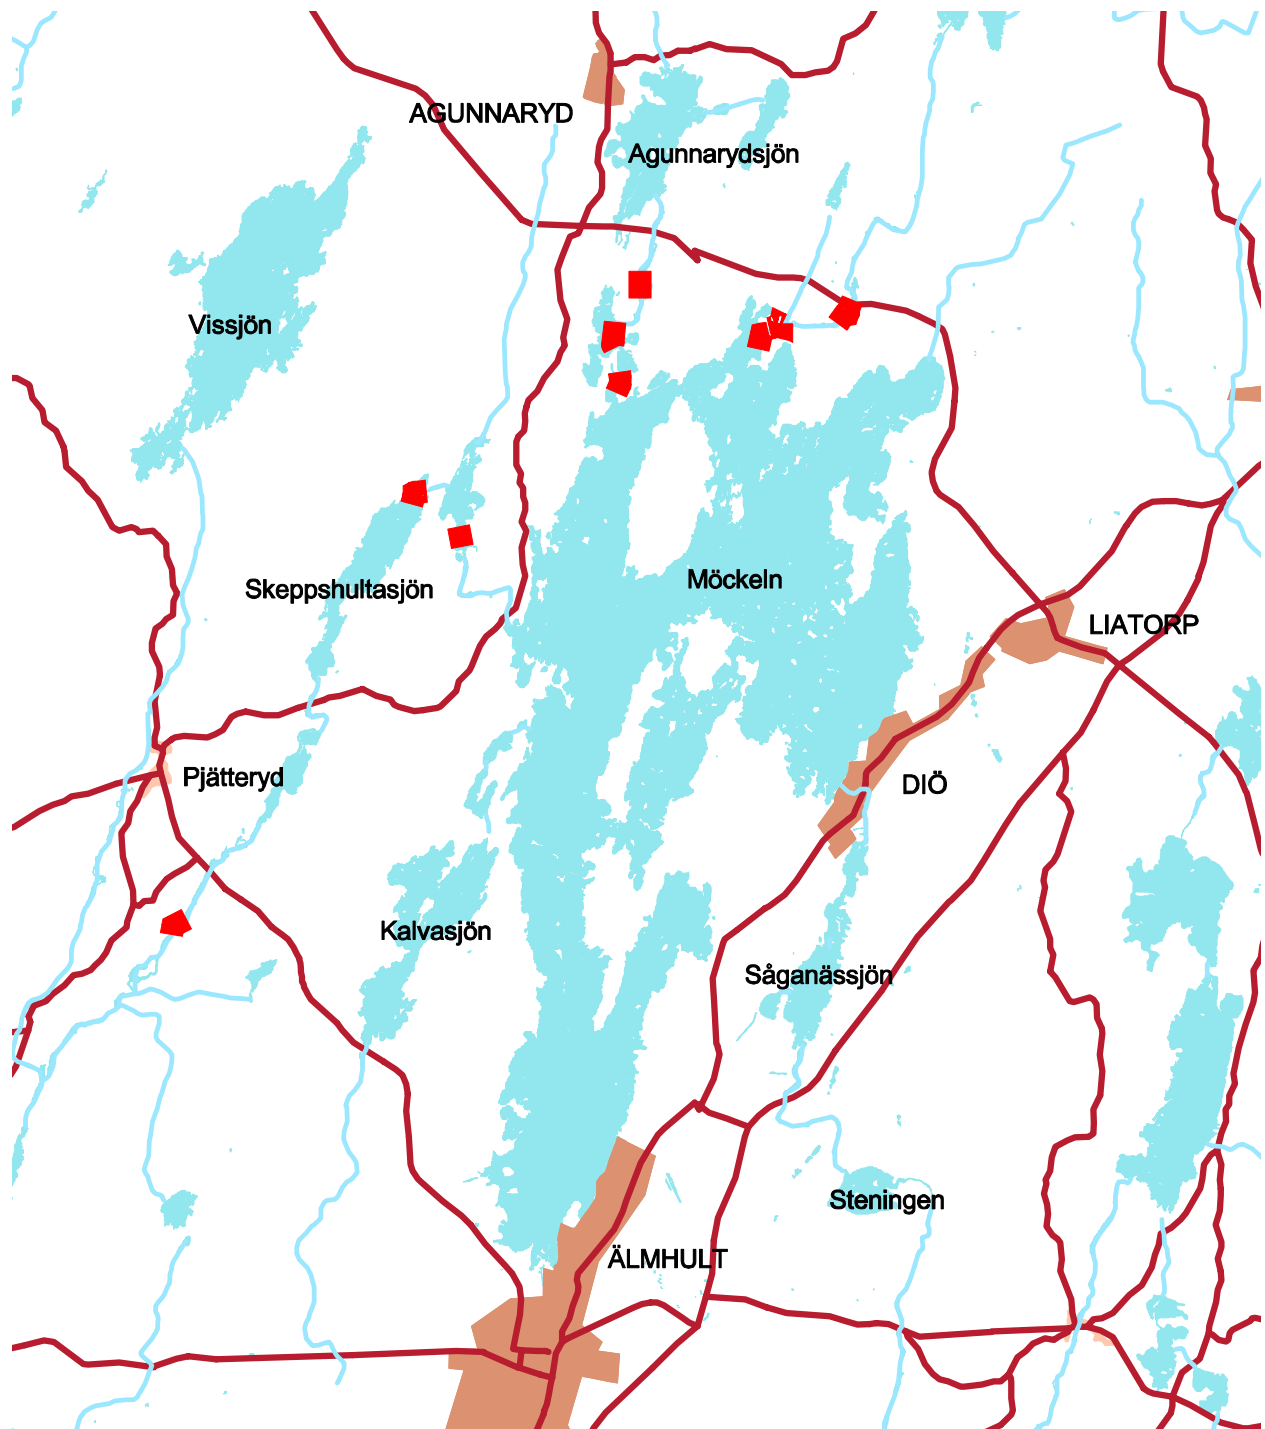 AGUNNARYD
Agunnarydsjön
Vissjön
Möckeln
Skeppshultasjön
LIATORP
Pjätteryd
DIÖ
Kalvasjön
Såganässjön
Steningen
ÄLMHULT